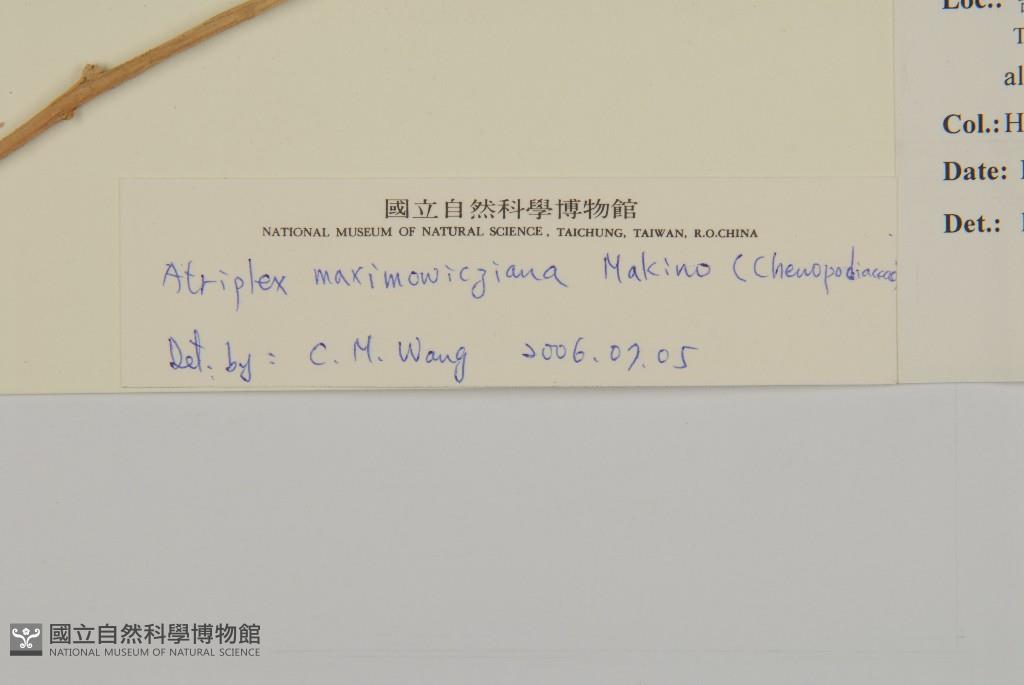 Loc.:
al
Col.: H
Date:
Det.:
國立自然科學博物館
NATIONAL MUSEUM OF NATURAL SCIENCE, TAICHUNG, TAIWAN, R.O.CHINA
Atriplex maximowicziana Makino (Chenopodiaceae)
Det. by: C. M. Wang 2006.07.05
國立自然科學博物館
NATIONAL MUSEUM OF NATURAL SCIENCE